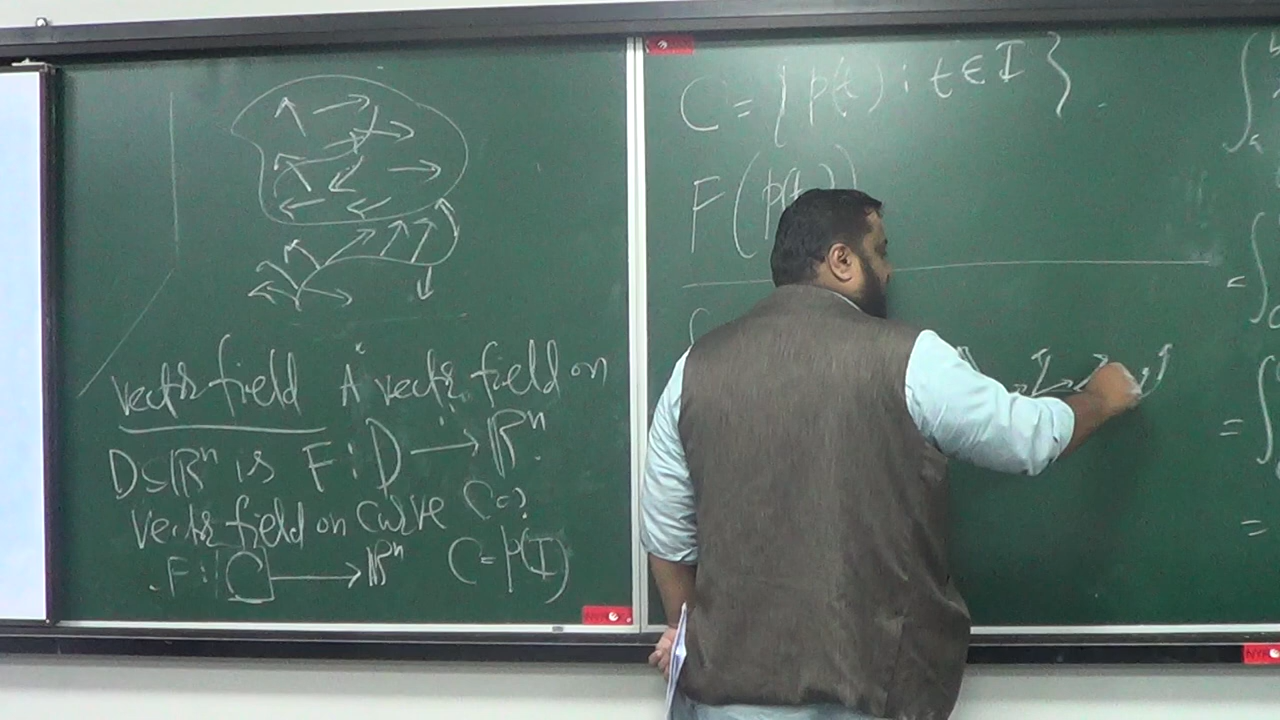 vector field A vector field on
D ⊆ ℝⁿ is F : D → ℝⁿ.
vector field on curve C = ?
F : C → ℝⁿ C = p(I)
C = { p(t) : t ∈ I }
F(p(t))